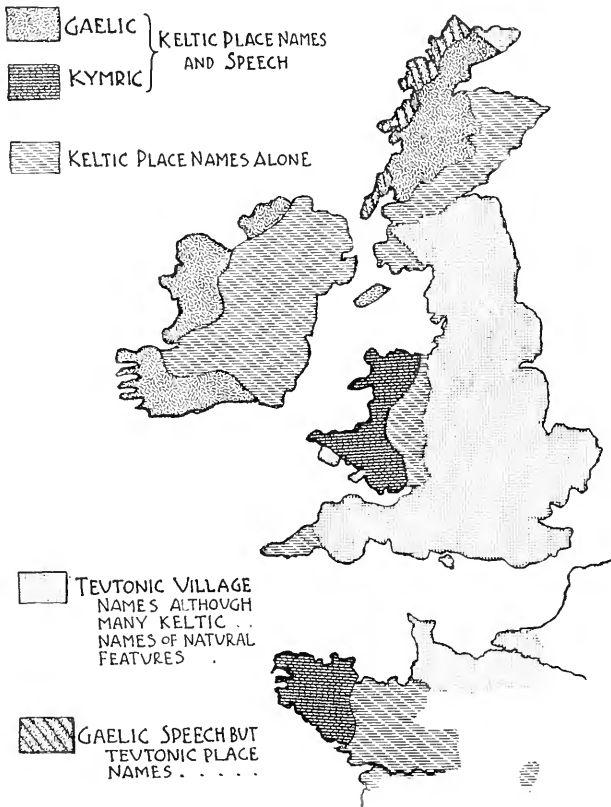 GAELIC
KYMRIC
KELTIC PLACE NAMES
AND SPEECH
KELTIC PLACE NAMES ALONE
TEUTONIC VILLAGE
NAMES ALTHOUGH
MANY KELTIC . .
NAMES OF NATURAL
FEATURES .
GAELIC SPEECH BUT
TEUTONIC PLACE
NAMES . . . . .